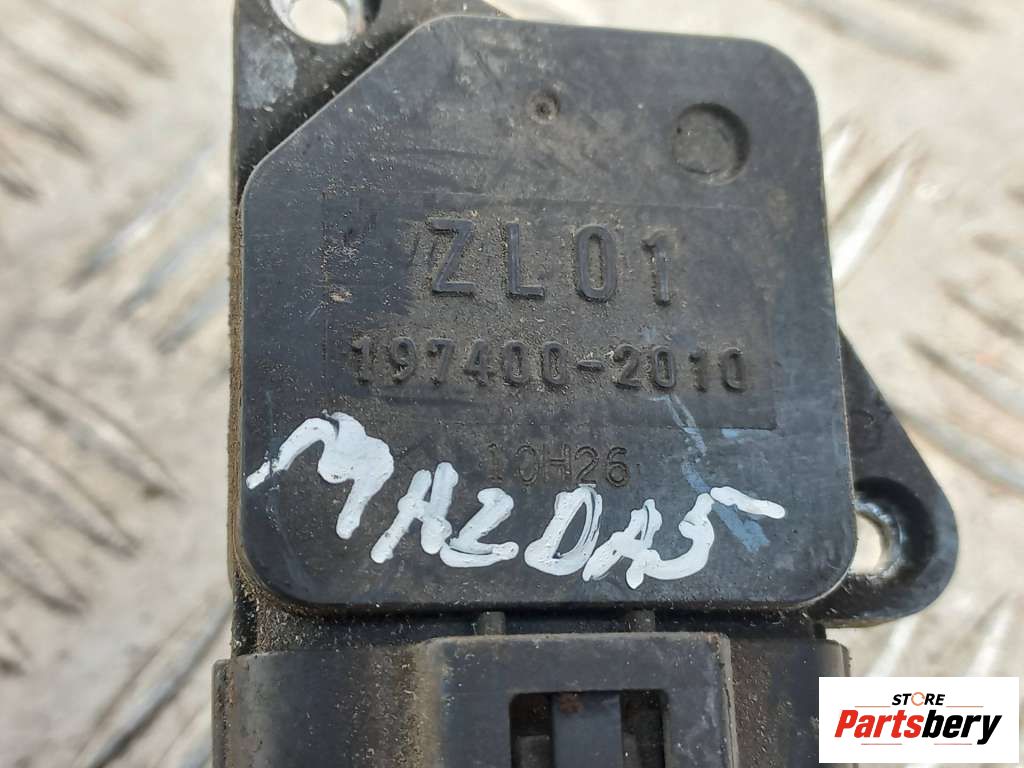 ZL01
197400-2010
10H26
MAZDA5
STORE
Partsbery